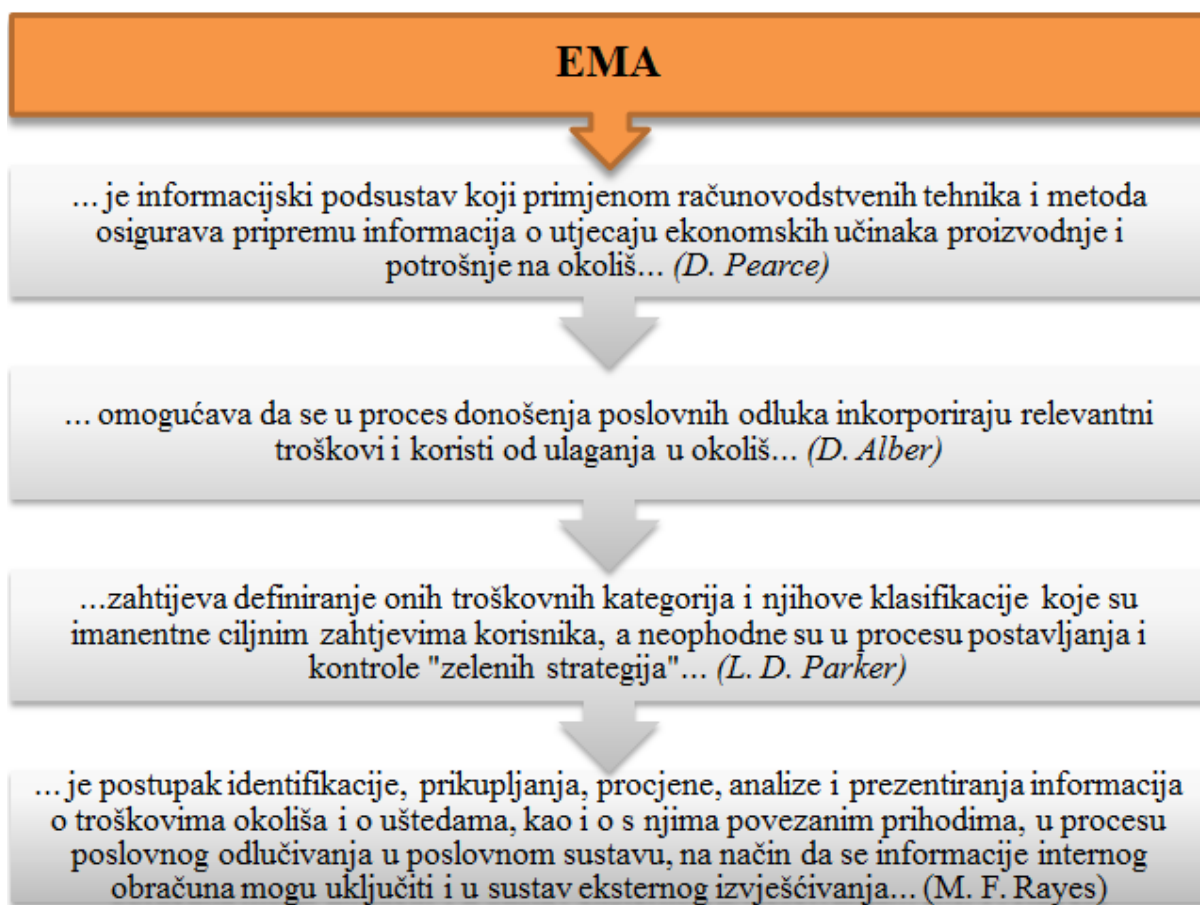 EMA
... je informacijski podsustav koji primjenom računovodstvenih tehnika i metoda
osigurava pripremu informacija o utjecaju ekonomskih učinaka proizvodnje i
potrošnje na okoliš... (D. Pearce)
... omogućava da se u proces donošenja poslovnih odluka inkorporiraju relevantni
troškovi i koristi od ulaganja u okoliš... (D. Alber)
...zahtijeva definiranje onih troškovnih kategorija i njihove klasifikacije koje su
imanentne ciljnim zahtjevima korisnika, a neophodne su u procesu postavljanja i
kontrole "zelenih strategija"... (L. D. Parker)
... je postupak identifikacije, prikupljanja, procjene, analize i prezentiranja informacija
o troškovima okoliša i o uštedama, kao i o s njima povezanim prihodima, u procesu
poslovnog odlučivanja u poslovnom sustavu, na način da se informacije internog
obračuna mogu uključiti i u sustav eksternog izvješćivanja... (M. F. Rayes)